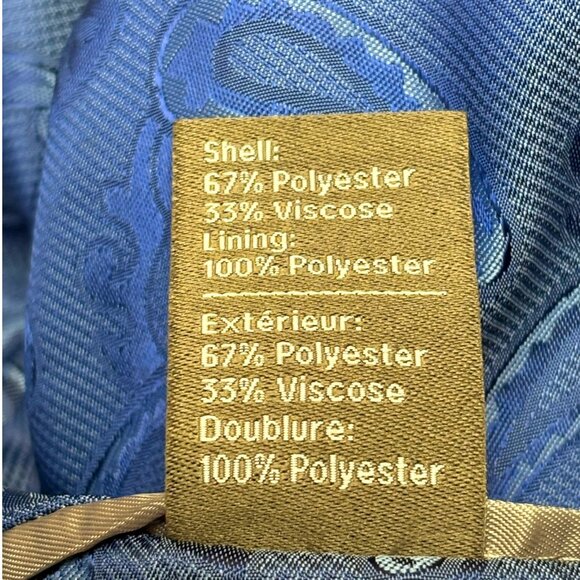 Shell:
67% Polyester
33% Viscose
Lining:
100% Polyester
Extérieur:
67% Polyester
33% Viscose
Doublure:
100% Polyester